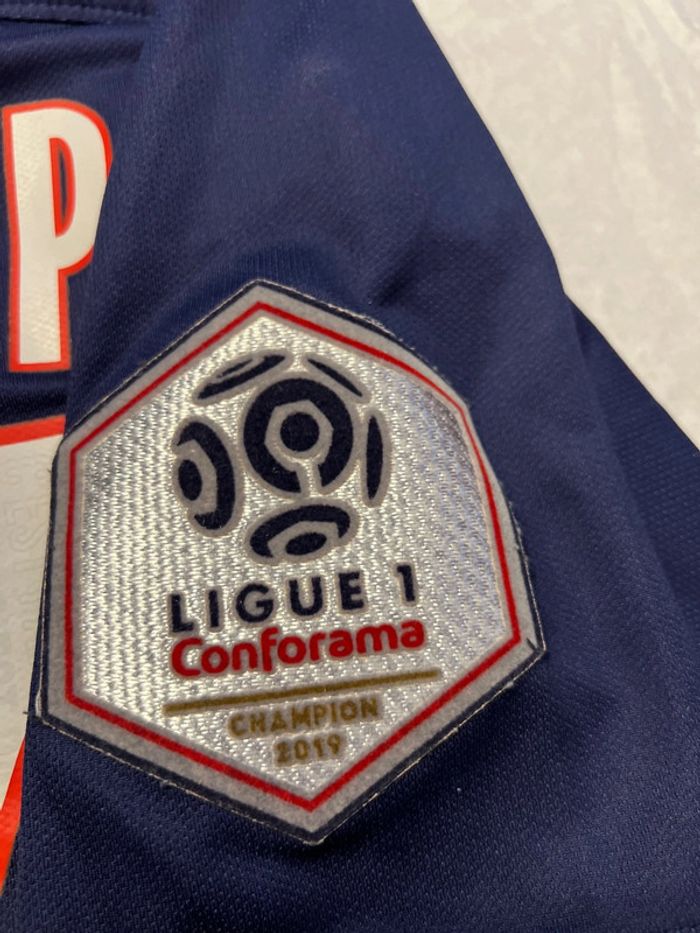 P
LIGUE 1
Conforama
CHAMPION
2019